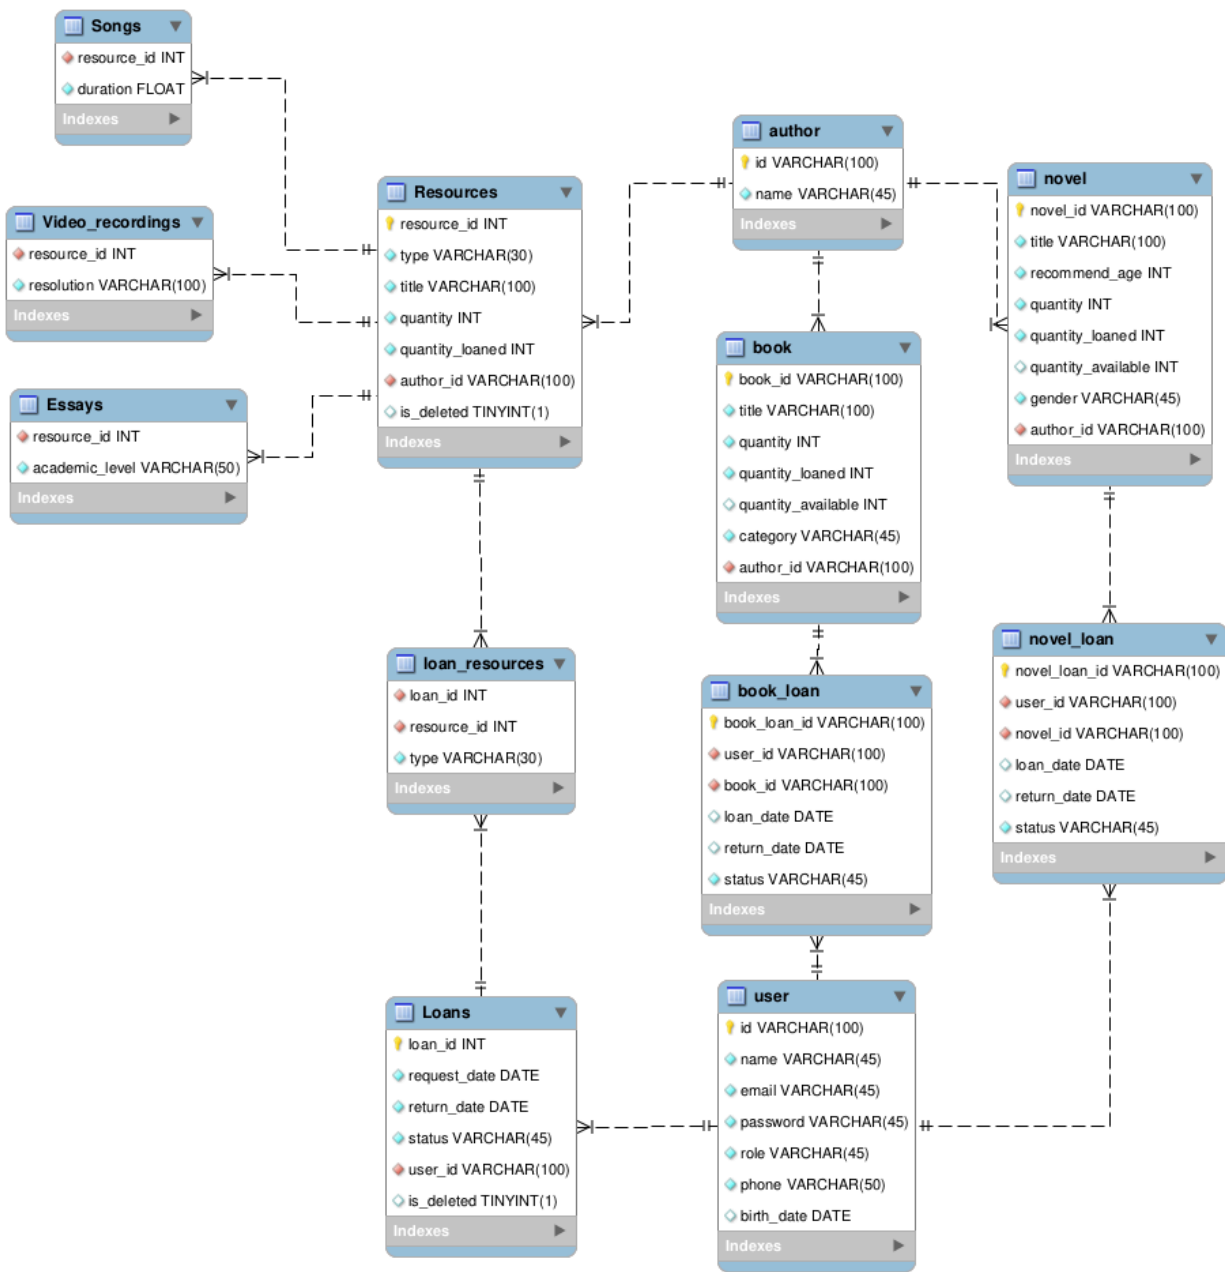 Songs
resource_id INT
duration FLOAT
Indexes
Video_recordings
resource_id INT
resolution VARCHAR(100)
Indexes
Essays
resource_id INT
academic_level VARCHAR(50)
Indexes
Resources
resource_id INT
type VARCHAR(30)
title VARCHAR(100)
quantity INT
quantity_loaned INT
author_id VARCHAR(100)
is_deleted TINYINT(1)
Indexes
author
id VARCHAR(100)
name VARCHAR(45)
Indexes
novel
novel_id VARCHAR(100)
title VARCHAR(100)
recommend_age INT
quantity INT
quantity_loaned INT
quantity_available INT
gender VARCHAR(45)
author_id VARCHAR(100)
Indexes
book
book_id VARCHAR(100)
title VARCHAR(100)
quantity INT
quantity_loaned INT
quantity_available INT
category VARCHAR(45)
author_id VARCHAR(100)
Indexes
loan_resources
loan_id INT
resource_id INT
type VARCHAR(30)
Indexes
book_loan
book_loan_id VARCHAR(100)
user_id VARCHAR(100)
book_id VARCHAR(100)
loan_date DATE
return_date DATE
status VARCHAR(45)
Indexes
novel_loan
novel_loan_id VARCHAR(100)
user_id VARCHAR(100)
novel_id VARCHAR(100)
loan_date DATE
return_date DATE
status VARCHAR(45)
Indexes
Loans
loan_id INT
request_date DATE
return_date DATE
status VARCHAR(45)
user_id VARCHAR(100)
is_deleted TINYINT(1)
Indexes
user
id VARCHAR(100)
name VARCHAR(45)
email VARCHAR(45)
password VARCHAR(45)
role VARCHAR(45)
phone VARCHAR(50)
birth_date DATE
Indexes